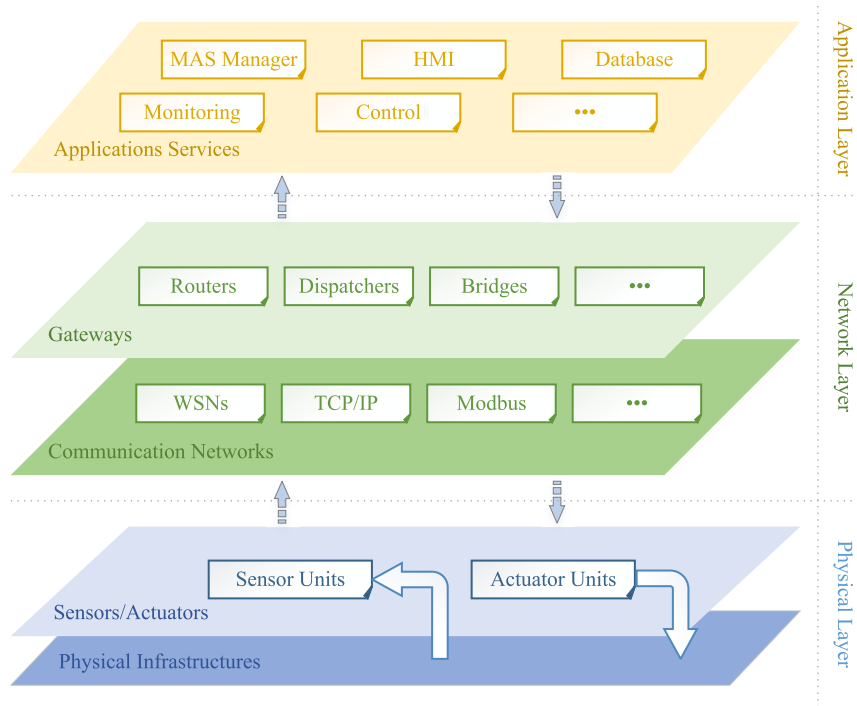 MAS Manager
HMI
Database
Monitoring
Control
•••
Applications Services
Application Layer
Routers
Dispatchers
Bridges
•••
Gateways
WSNs
TCP/IP
Modbus
•••
Communication Networks
Network Layer
Sensor Units
Actuator Units
Sensors/Actuators
Physical Infrastructures
Physical Layer